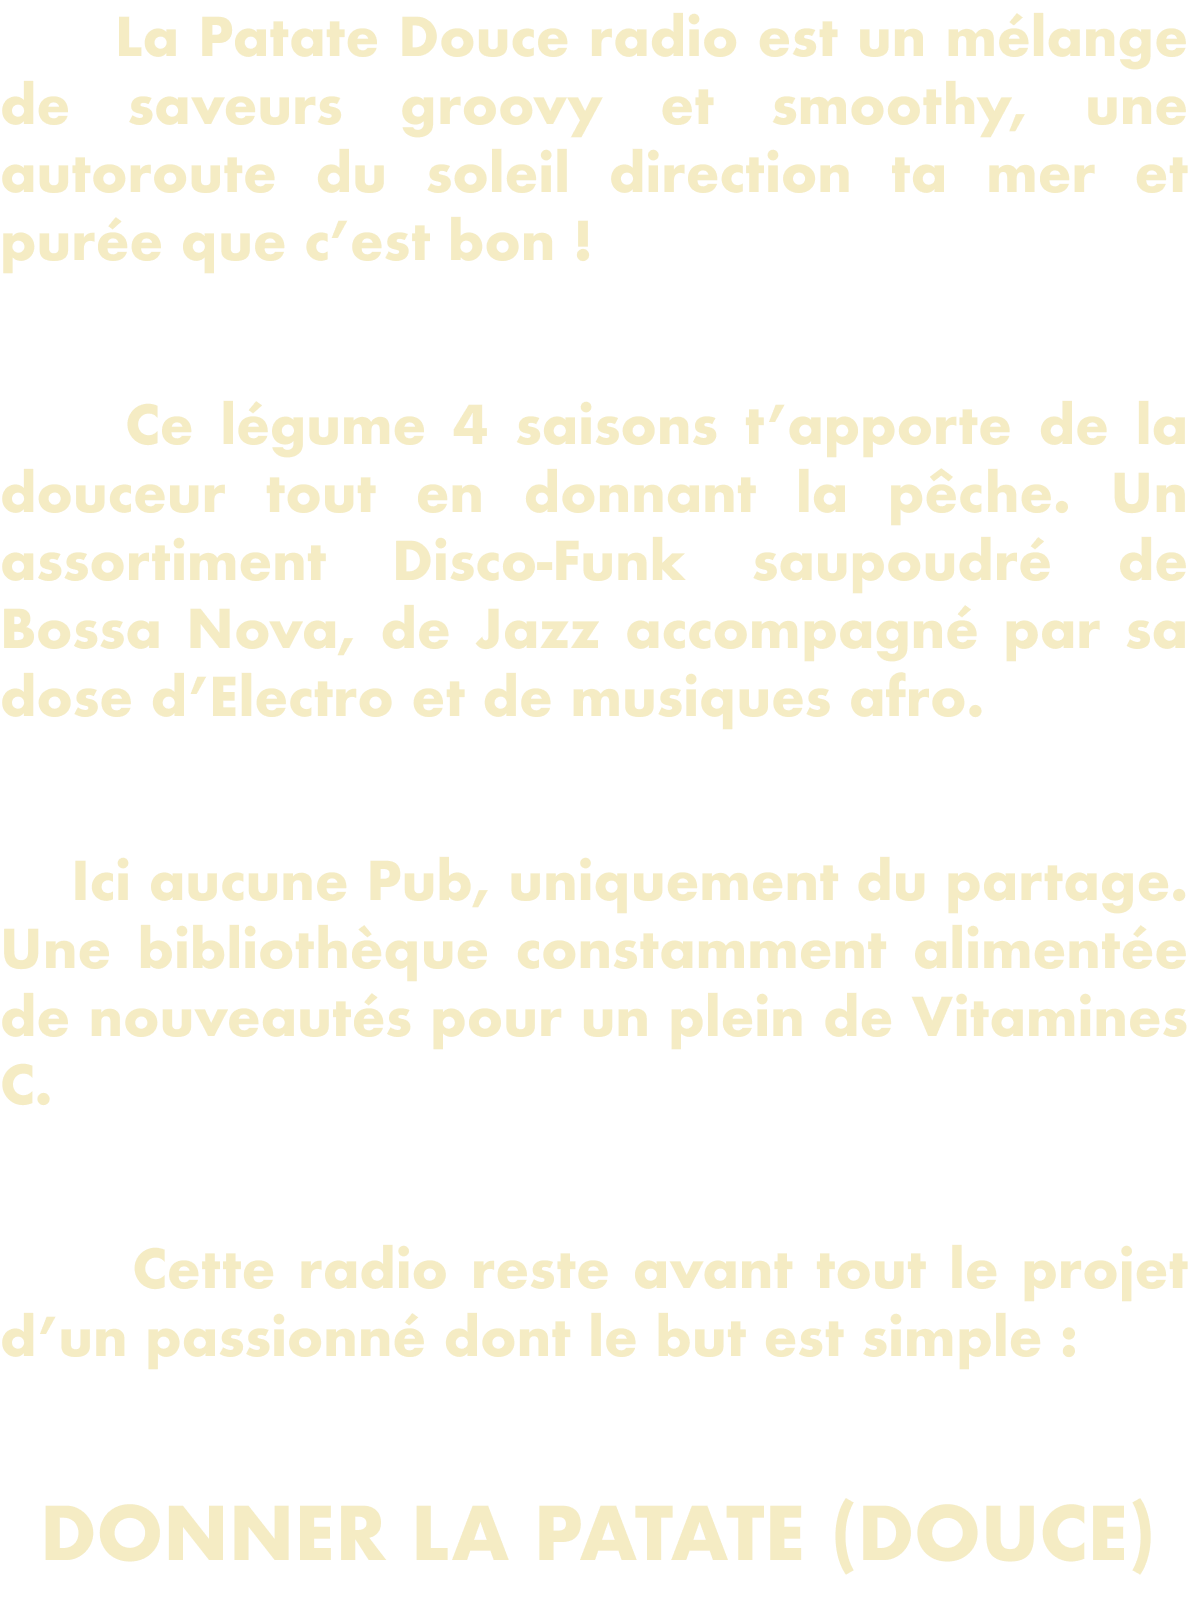 La Patate Douce radio est un mélange
de saveurs groovy et smoothy, une
autoroute du soleil direction ta mer et
purée que c’est bon !
Ce légume 4 saisons t’apporte de la
douceur tout en donnant la pêche. Un
assortiment Disco-Funk saupoudré de
Bossa Nova, de Jazz accompagné par sa
dose d’Electro et de musiques afro.
Ici aucune Pub, uniquement du partage.
Une bibliothèque constamment alimentée
de nouveautés pour un plein de Vitamines
C.
Cette radio reste avant tout le projet
d’un passionné dont le but est simple :
DONNER LA PATATE (DOUCE)